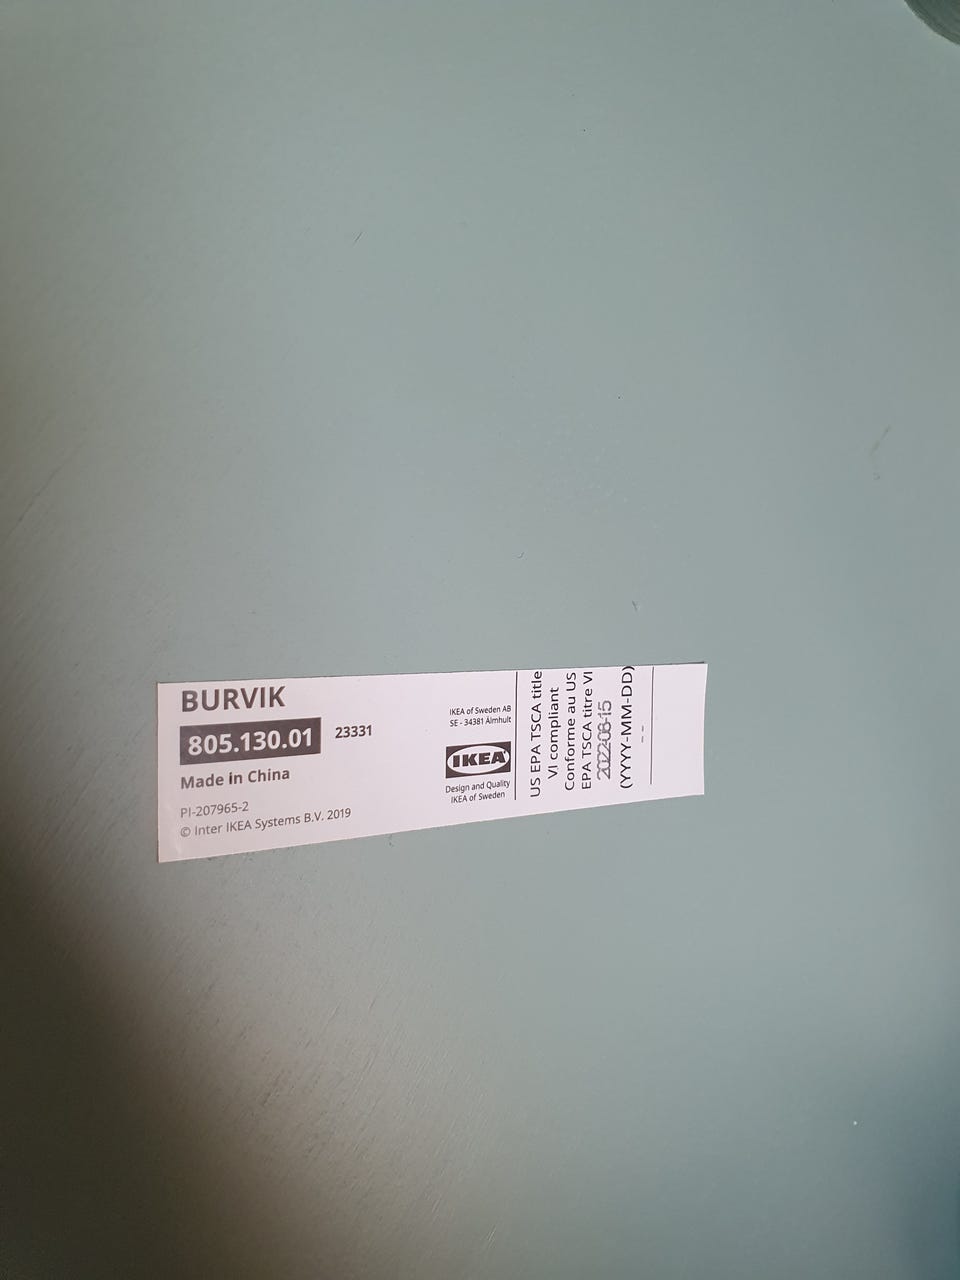 BURVIK
805.130.01 23331
Made in China
PI-207965-2
© Inter IKEA Systems B.V. 2019
IKEA of Sweden AB
SE - 34381 Älmhult
IKEA
Design and Quality
IKEA of Sweden
US EPA TSCA title
VI compliant
Conforme au US
EPA TSCA titre VI
2022-08-15
(YYYY-MM-DD)
- -